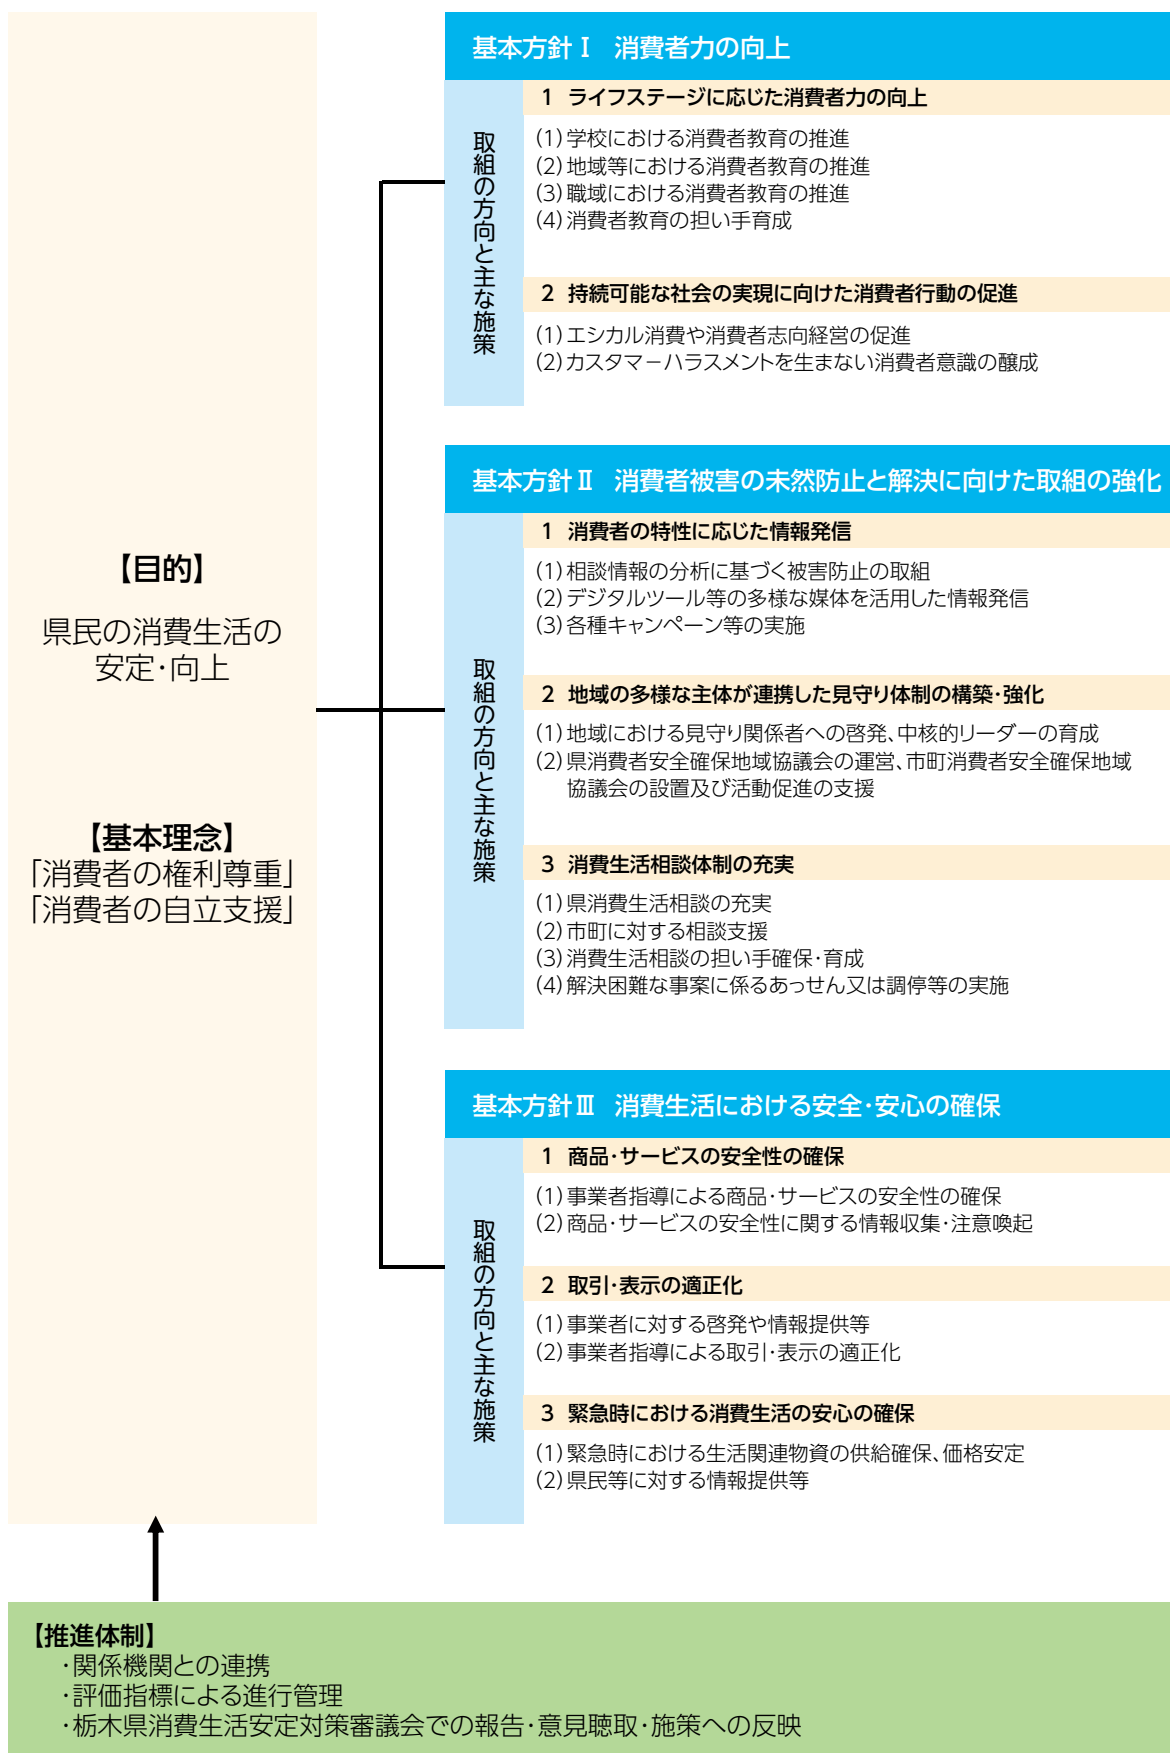 【目的】
県民の消費生活の
安定・向上
【基本理念】
「消費者の権利尊重」
「消費者の自立支援」
基本方針Ⅰ 消費者力の向上
取組の方向と主な施策
1 ライフステージに応じた消費者力の向上
(1)学校における消費者教育の推進
(2)地域等における消費者教育の推進
(3)職域における消費者教育の推進
(4)消費者教育の担い手育成
2 持続可能な社会の実現に向けた消費者行動の促進
(1)エシカル消費や消費者志向経営の促進
(2)カスタマーハラスメントを生まない消費者意識の醸成
基本方針Ⅱ 消費者被害の未然防止と解決に向けた取組の強化
取組の方向と主な施策
1 消費者の特性に応じた情報発信
(1)相談情報の分析に基づく被害防止の取組
(2)デジタルツール等の多様な媒体を活用した情報発信
(3)各種キャンペーン等の実施
2 地域の多様な主体が連携した見守り体制の構築・強化
(1)地域における見守り関係者への啓発、中核的リーダーの育成
(2)県消費者安全確保地域協議会の運営、市町消費者安全確保地域
協議会の設置及び活動促進の支援
3 消費生活相談体制の充実
(1)県消費生活相談の充実
(2)市町に対する相談支援
(3)消費生活相談の担い手確保・育成
(4)解決困難な事案に係るあっせん又は調停等の実施
基本方針Ⅲ 消費生活における安全・安心の確保
取組の方向と主な施策
1 商品・サービスの安全性の確保
(1)事業者指導による商品・サービスの安全性の確保
(2)商品・サービスの安全性に関する情報収集・注意喚起
2 取引・表示の適正化
(1)事業者に対する啓発や情報提供等
(2)事業者指導による取引・表示の適正化
3 緊急時における消費生活の安心の確保
(1)緊急時における生活関連物資の供給確保、価格安定
(2)県民等に対する情報提供等
【推進体制】
・関係機関との連携
・評価指標による進行管理
・栃木県消費生活安定対策審議会での報告・意見聴取・施策への反映